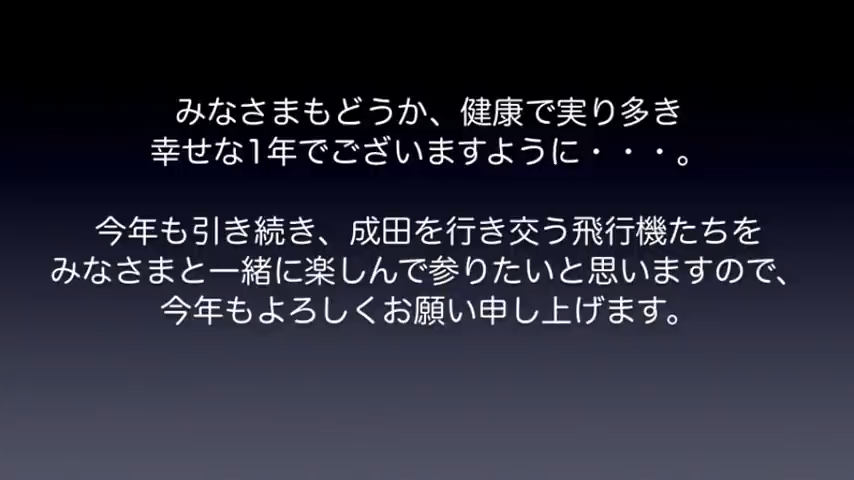 みなさまもどうか、健康で実り多き
幸せな1年でございますように・・・。
今年も引き続き、成田を行き交う飛行機たちを
みなさまと一緒に楽しんで参りたいと思いますので、
今年もよろしくお願い申し上げます。